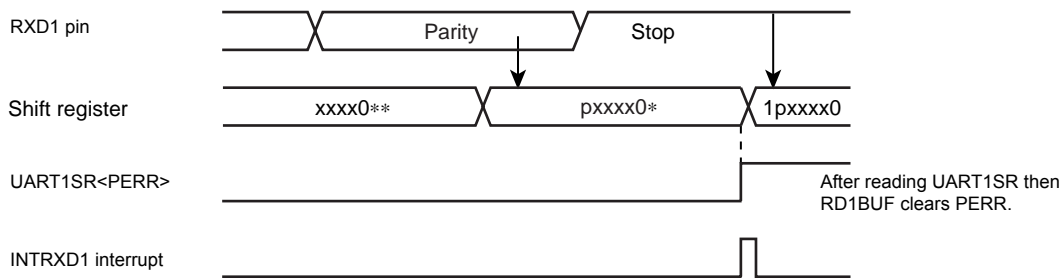 RXD1 pin
Parity
Stop
Shift register
xxxx0**
pxxxx0*
1pxxxx0
UART1SR<PERR>
After reading UART1SR then
RD1BUF clears PERR.
INTRXD1 interrupt